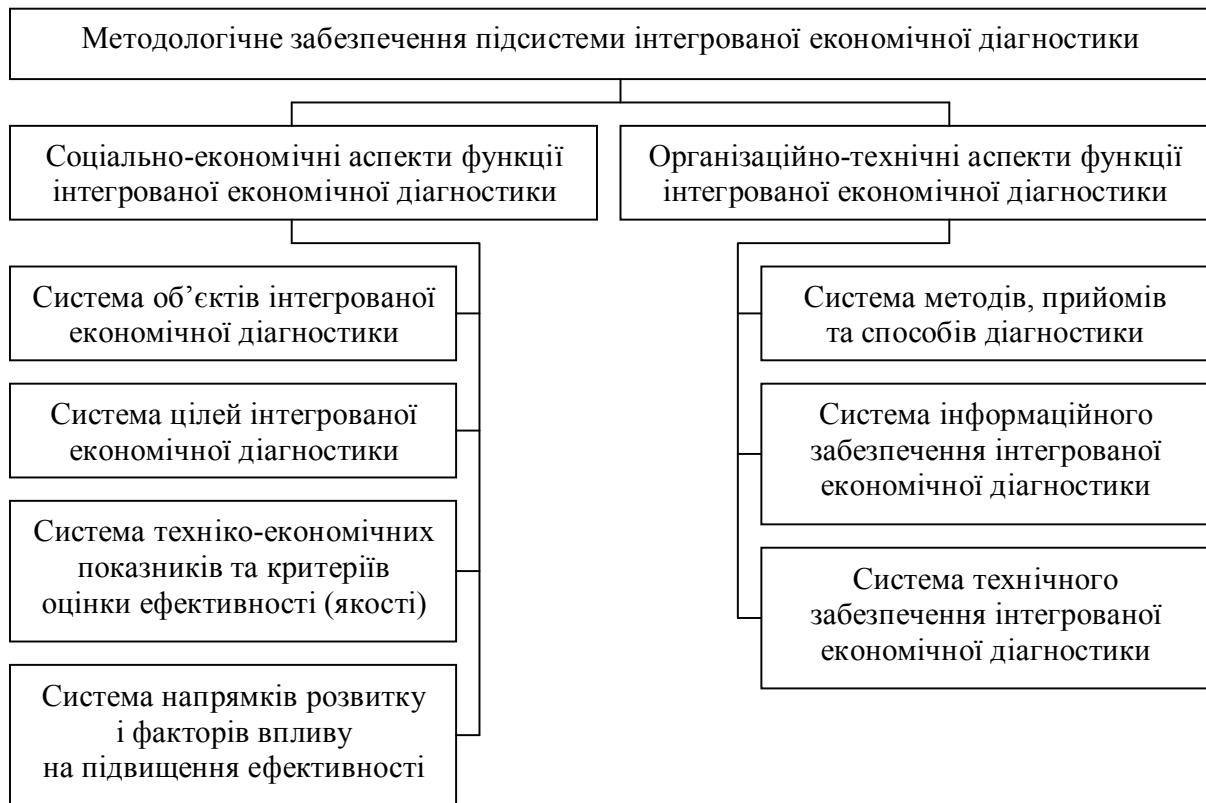 Методологічне забезпечення підсистеми інтегрованої економічної діагностики
Соціально-економічні аспекти функції
інтегрованої економічної діагностики
Організаційно-технічні аспекти функції
інтегрованої економічної діагностики
Система об’єктів інтегрованої
економічної діагностики
Система цілей інтегрованої
економічної діагностики
Система техніко-економічних
показників та критеріїв
оцінки ефективності (якості)
Система напрямків розвитку
і факторів впливу
на підвищення ефективності
Система методів, прийомів
та способів діагностики
Система інформаційного
забезпечення інтегрованої
економічної діагностики
Система технічного
забезпечення інтегрованої
економічної діагностики